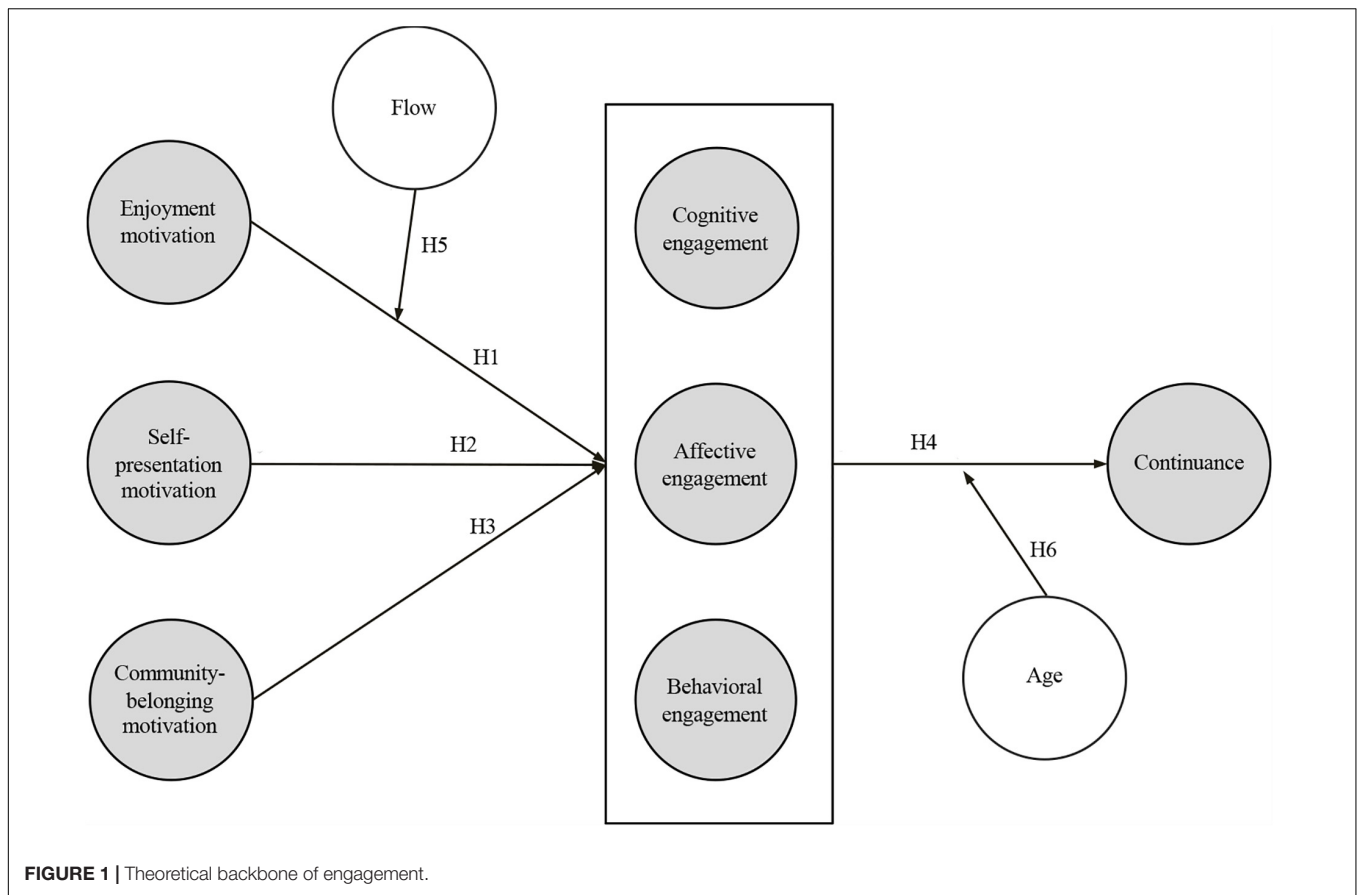 Flow
Enjoyment
motivation
H5
Cognitive
engagement
H1
Self-
presentation
motivation
H2
Affective
engagement
H4
Continuance
H3
H6
Community-
belonging
motivation
Behavioral
engagement
Age
FIGURE 1 | Theoretical backbone of engagement.